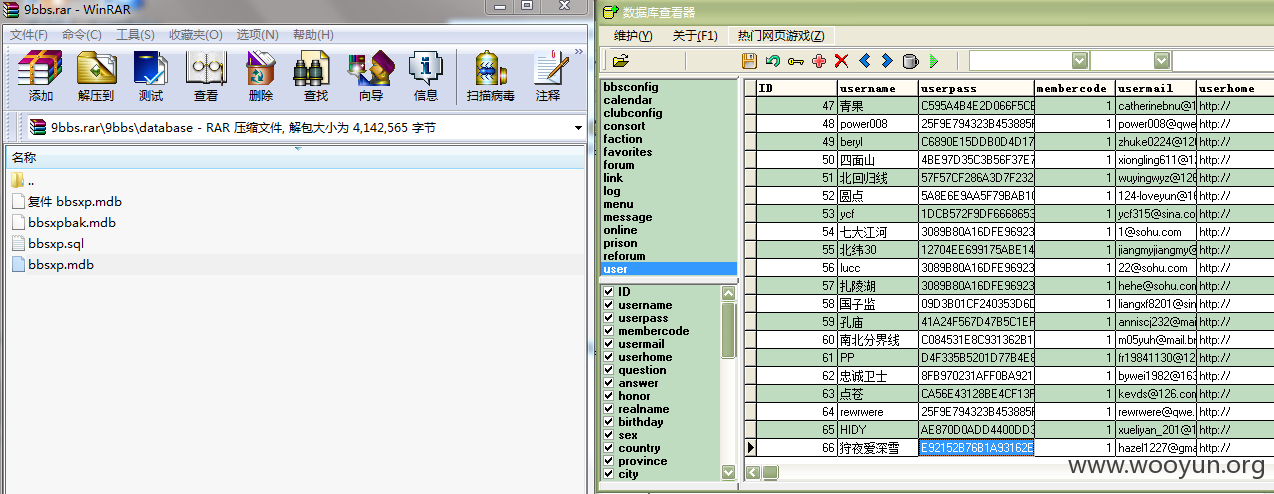 9bbs.rar - WinRAR
文件(F) 命令(C) 工具(S) 收藏夹(O) 选项(N) 帮助(H)
添加 解压到 测试 查看 删除 查找 向导 信息 扫描病毒 注释
9bbs.rar\9bbs\database - RAR 压缩文件, 解包大小为 4,142,565 字节
名称
..
复件 bbsxp.mdb
bbsxpbak.mdb
bbsxp.sql
bbsxp.mdb
数据库查看器
维护(V) 关于(F1) 热门网页游戏(Z)
bbsconfig
calendar
clubconfig
consort
faction
favorites
forum
link
log
menu
message
online
prison
reforum
user
ID
username
userpass
membercode
usermail
userhome
question
answer
honor
realname
birthday
sex
country
province
city
ID username userpass membercode usermail userhome
47 青果 C595A4B4E2D066F5CE 1 catherinebnu@1 http://
48 power008 25F9E794323B453885F 1 power008@qwe http://
49 beryl C6890E15DDB0D4D17 1 zhuke0224@12 http://
50 四面山 4BE97D35C3B56F37E7 1 xiongling611@1 http://
51 北回归线 57F57CF286A3D7F232 1 wuyingwyz@126 http://
52 圆点 5A8E6E9AA5F79BAB10 1 124-loveyun@16 http://
53 ycf 1DCB572F9DF6668653 1 ycf315@sina.co http://
54 七大江河 3089B80A16DFE96923 1 1@sohu.com http://
55 北纬30 12704EE699175ABE14 1 jiangmyjiangmy@ http://
56 lucc 3089B80A16DFE96923 1 22@sohu.com http://
57 扎陵湖 3089B80A16DFE96923 1 hehe@sohu.com http://
58 国子监 09D3B01CF240353D6D 1 liangxf8201@sin http://
59 孔庙 41A24F567D47B5C1EF 1 anniscj232@mai http://
60 南北分界线 C084531E8C931362B1 1 m05yuh@mail.br http://
61 PP D4F335B5201D77B4E8 1 fr19841130@12 http://
62 忠诚卫士 8FB970231AFF0BA921 1 bywei1982@163 http://
63 点苍 CA56E43128BE4CF13F 1 kevds@126.com http://
64 rewrwere 25F9E794323B453885F 1 rewrwere@qwe. http://
65 HIDY AE870D0ADD4400DD3 1 xueliyan_201@1 http://
66 狩夜爱深雪 E92152B76B1A93162E 1 hazel1227@gma http://
www.wooyun.org